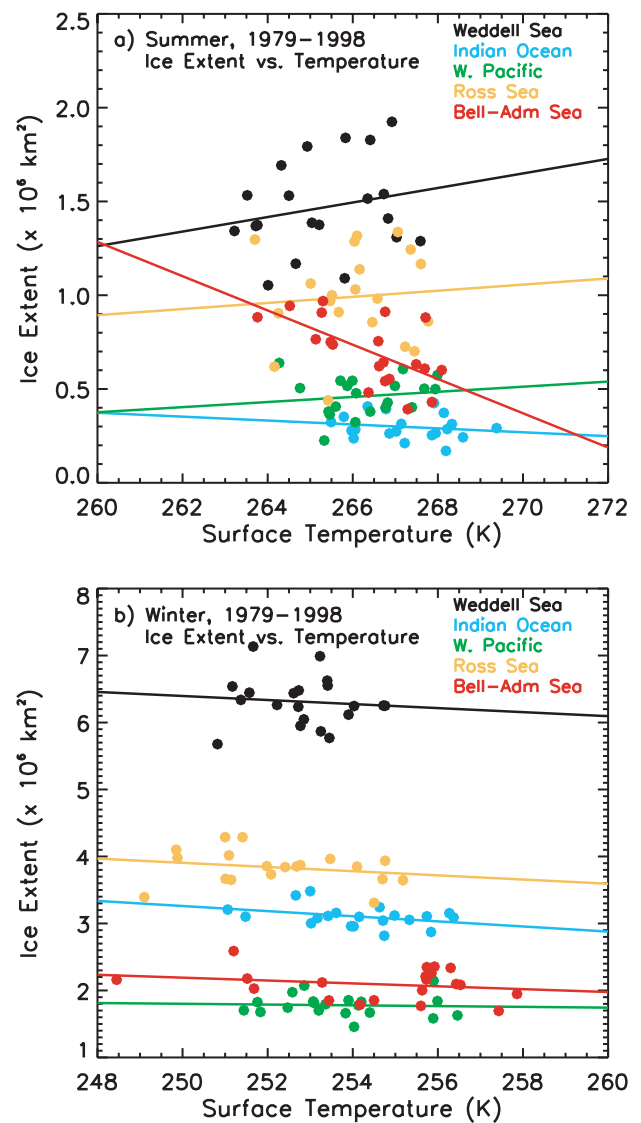 a) Summer, 1979-1998
Ice Extent vs. Temperature
Weddell Sea
Indian Ocean
W. Pacific
Ross Sea
Bell-Adm Sea
2.5
2.0
1.5
1.0
0.5
0.0
Ice Extent (x 10⁶ km²)
260 262 264 266 268 270 272
Surface Temperature (K)
b) Winter, 1979-1998
Ice Extent vs. Temperature
Weddell Sea
Indian Ocean
W. Pacific
Ross Sea
Bell-Adm Sea
8
7
6
5
4
3
2
1
Ice Extent (x 10⁶ km²)
248 250 252 254 256 258 260
Surface Temperature (K)